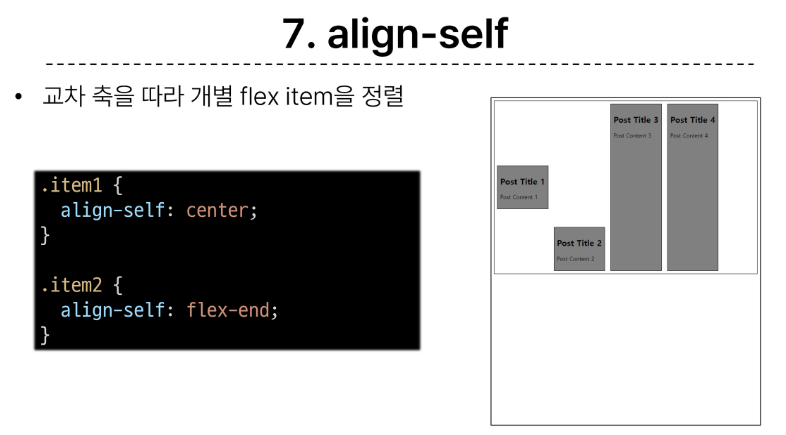 7. align-self
• 교차 축을 따라 개별 flex item을 정렬
.item1 {
  align-self: center;
}
.item2 {
  align-self: flex-end;
}
Post Title 1
Post Content 1
Post Title 2
Post Content 2
Post Title 3
Post Content 3
Post Title 4
Post Content 4